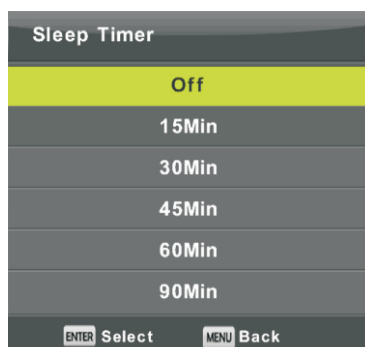 Sleep Timer
Off
15Min
30Min
45Min
60Min
90Min
ENTER Select MENU Back